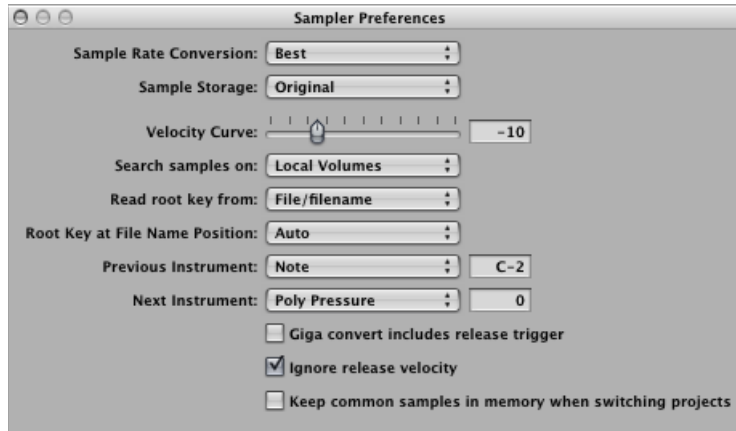 Sampler Preferences
Sample Rate Conversion: Best
Sample Storage: Original
Velocity Curve: -10
Search samples on: Local Volumes
Read root key from: File/filename
Root Key at File Name Position: Auto
Previous Instrument: Note C-2
Next Instrument: Poly Pressure 0
Giga convert includes release trigger
Ignore release velocity
Keep common samples in memory when switching projects